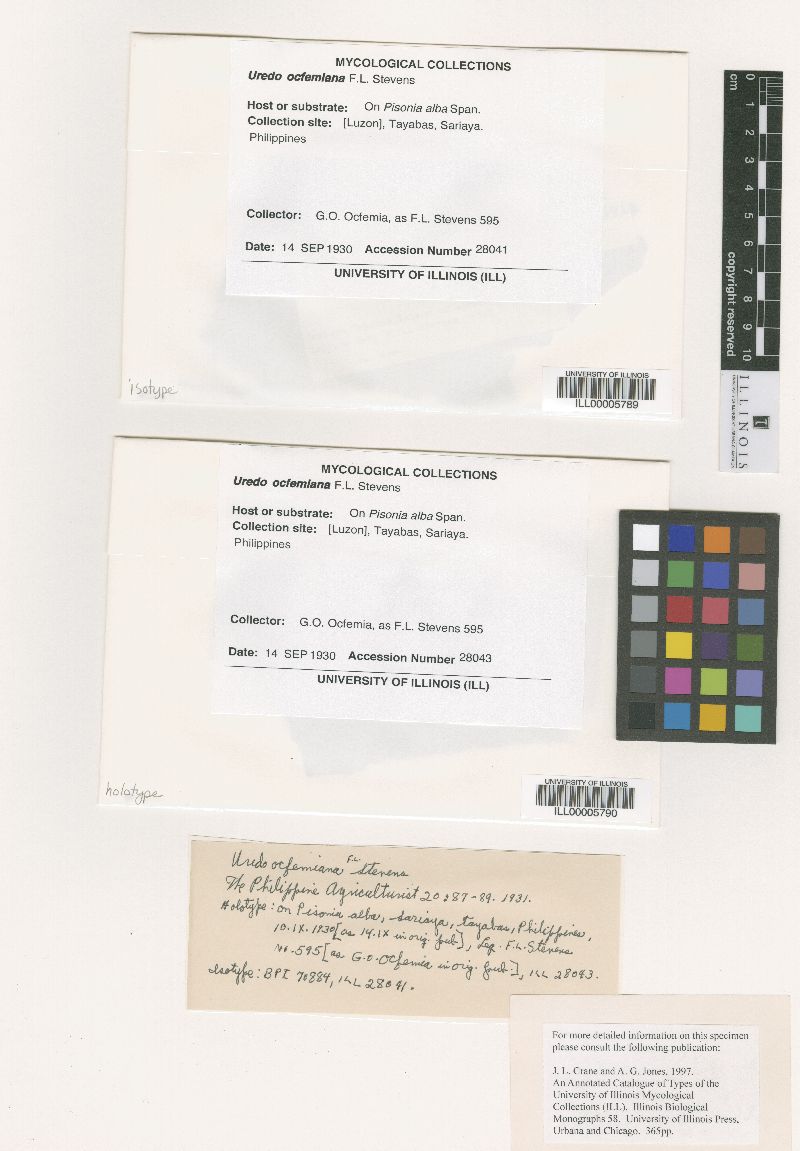 MYCOLOGICAL COLLECTIONS
Uredo ocfemiana F.L. Stevens
Host or substrate: On Pisonia alba Span.
Collection site: [Luzon], Tayabas, Sariaya.
Philippines
Collector: G.O. Ocfemia, as F.L. Stevens 595
Date: 14 SEP 1930 Accession Number 28041
UNIVERSITY OF ILLINOIS (ILL)
isotype
UNIVERSITY OF ILLINOIS
ILL00005789
0 1 2 3 4 5 6 7 8 9 10
cm
copyright reserved
ILLINOIS
MYCOLOGICAL COLLECTIONS
Uredo ocfemiana F.L. Stevens
Host or substrate: On Pisonia alba Span.
Collection site: [Luzon], Tayabas, Sariaya.
Philippines
Collector: G.O. Ocfemia, as F.L. Stevens 595
Date: 14 SEP 1930 Accession Number 28043
UNIVERSITY OF ILLINOIS (ILL)
holotype
UNIVERSITY OF ILLINOIS
ILL00005790
Uredo ocfemiana F.L. Stevens
The Philippine Agriculturist 20:87-89. 1931.
Holotype: on Pisonia alba, Sariaya, Tayabas, Philippines,
10.IX.1930 [as 14.IX in orig. pub.], Leg. F.L. Stevens
No. 595 [as G.O. Ocfemia in orig. pub.], ILL 28043.
Isotype: BPI 70884, ILL 28041.
For more detailed information on this specimen
please consult the following publication:
J. L. Crane and A. G. Jones. 1997.
An Annotated Catalogue of Types of the
University of Illinois Mycological
Collections (ILL). Illinois Biological
Monographs 58. University of Illinois Press,
Urbana and Chicago. 365pp.